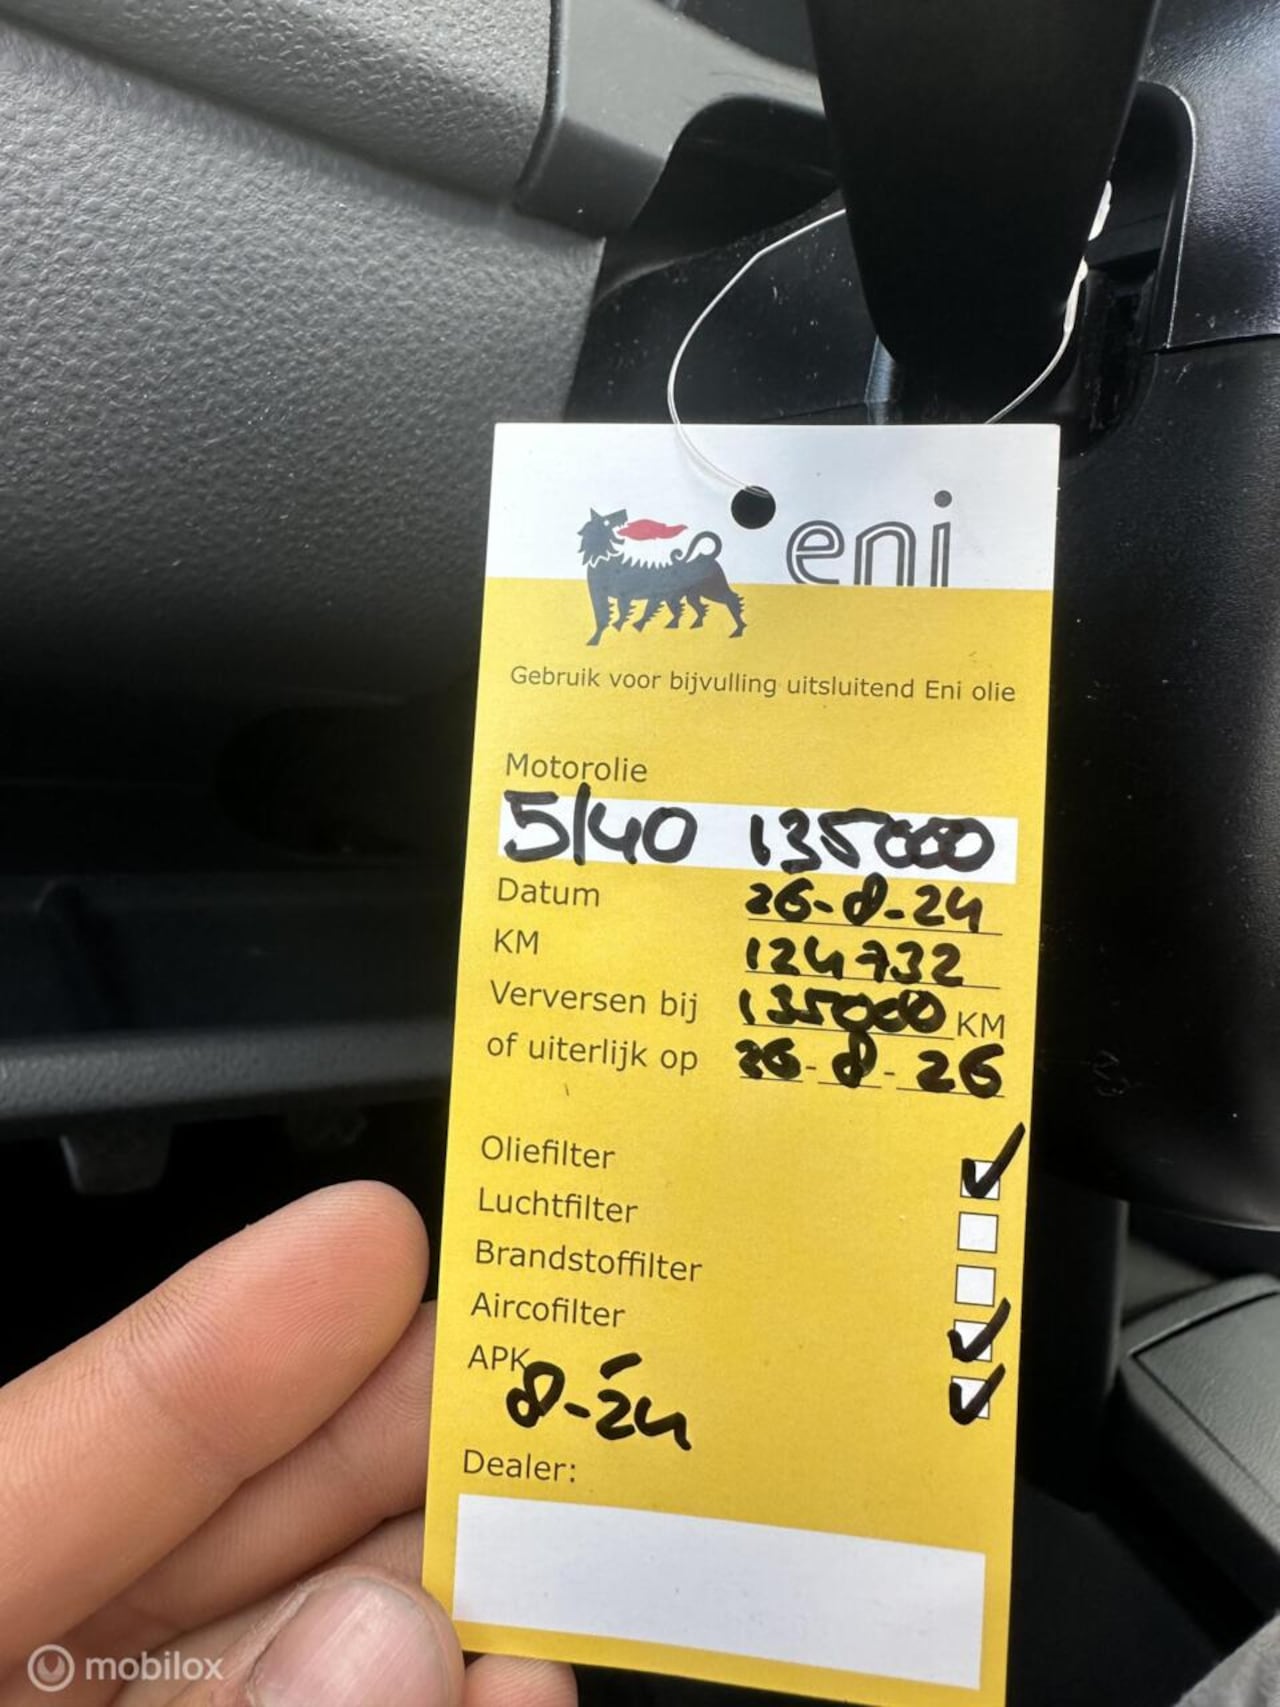 eni
Gebruik voor bijvulling uitsluitend Eni olie
Motorolie
5/40 135000
Datum 26-8-24
KM 124732
Verversen bij 135000 KM
of uiterlijk op 26-8-26
Oliefilter
Luchtfilter
Brandstoffilter
Aircofilter
APK
8-24
Dealer:
mobilox